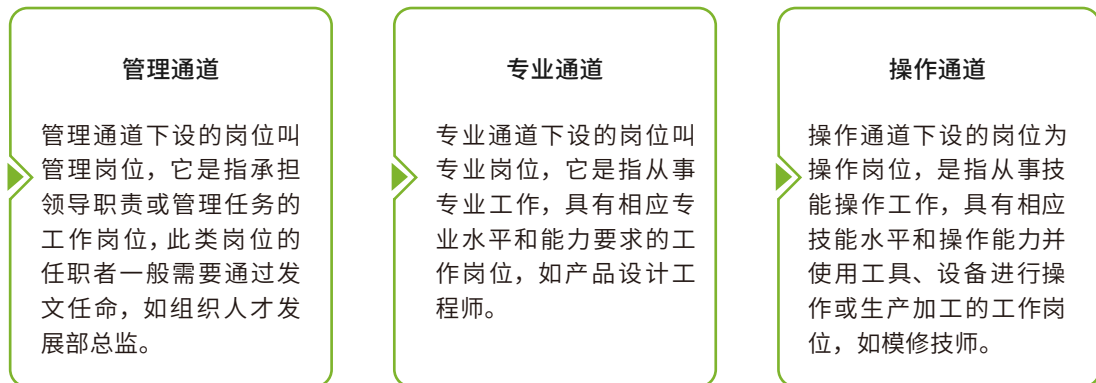 管理通道
管理通道下设的岗位叫
管理岗位，它是指承担
领导职责或管理任务的
工作岗位，此类岗位的
任职者一般需要通过发
文任命，如组织人才发
展部总监。
专业通道
专业通道下设的岗位叫
专业岗位，它是指从事
专业工作，具有相应专
业水平和能力要求的工
作岗位，如产品设计工
程师。
操作通道
操作通道下设的岗位为
操作岗位，是指从事技
能操作工作，具有相应
技能水平和操作能力并
使用工具、设备进行操
作或生产加工的工作岗
位，如模修技师。